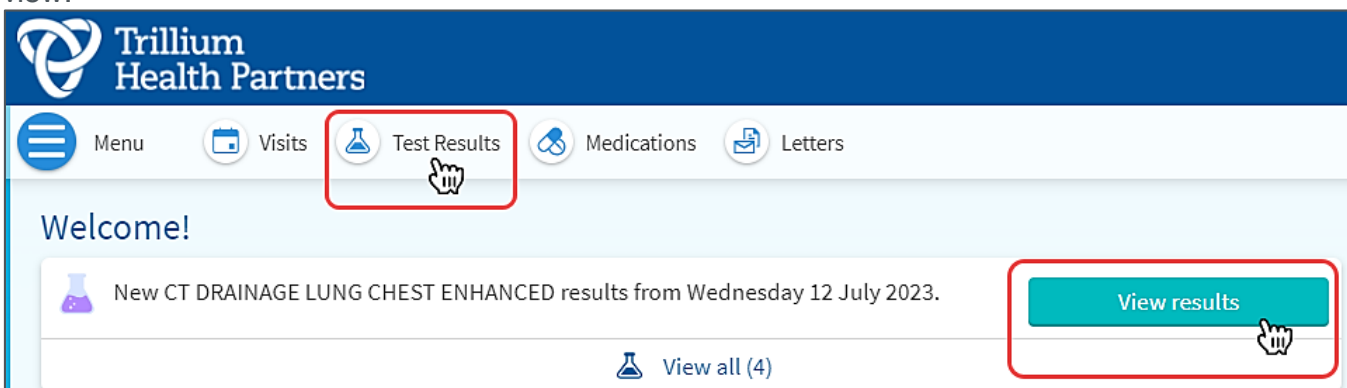 Trillium
Health Partners
Menu Visits Test Results Medications Letters
Welcome!
New CT DRAINAGE LUNG CHEST ENHANCED results from Wednesday 12 July 2023. View results
View all (4)